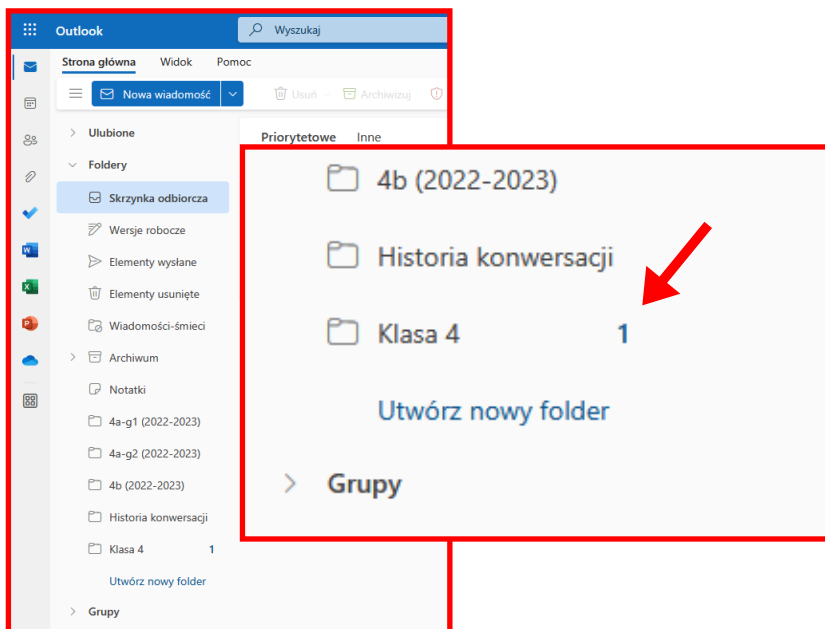 Outlook
Wyszukaj
Strona główna Widok Pomoc
Nowa wiadomość
Usuń
Archiwizuj
Ulubione
Priorytetowe Inne
Foldery
Skrzynka odbiorcza
Wersje robocze
Elementy wysłane
Elementy usunięte
Wiadomości-śmieci
Archiwum
Notatki
4a-g1 (2022-2023)
4a-g2 (2022-2023)
4b (2022-2023)
Historia konwersacji
Klasa 4 1
Utwórz nowy folder
Grupy
4b (2022-2023)
Historia konwersacji
Klasa 4 1
Utwórz nowy folder
Grupy